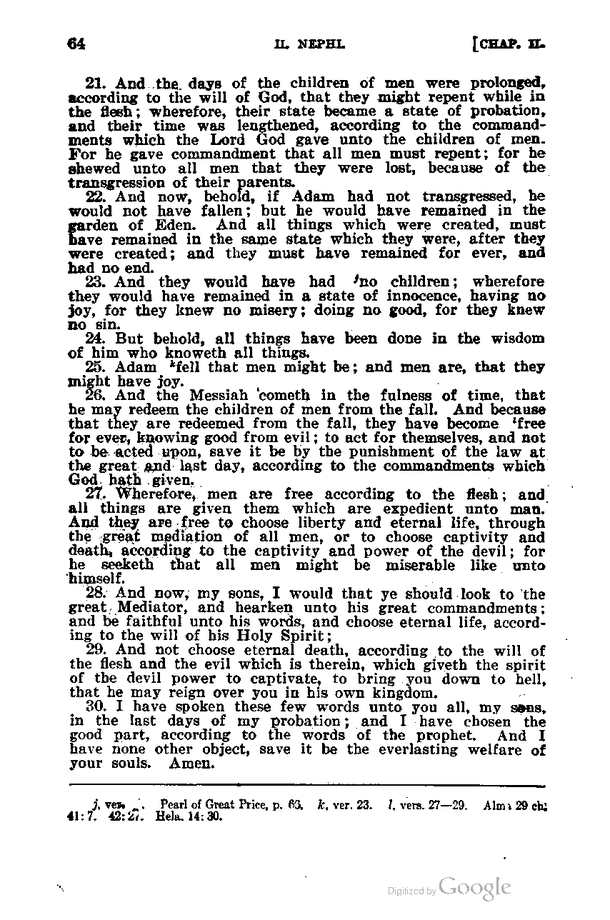 64 II. NEPHI. [CHAP. II.
21. And the days of the children of men were prolonged,
according to the will of God, that they might repent while in
the flesh; wherefore, their state became a state of probation,
and their time was lengthened, according to the command-
ments which the Lord God gave unto the children of men.
For he gave commandment that all men must repent; for he
shewed unto all men that they were lost, because of the
transgression of their parents.
22. And now, behold, if Adam had not transgressed, he
would not have fallen; but he would have remained in the
garden of Eden. And all things which were created, must
have remained in the same state which they were, after they
were created; and they must have remained for ever, and
had no end.
23. And they would have had jno children; wherefore
they would have remained in a state of innocence, having no
joy, for they knew no misery; doing no good, for they knew
no sin.
24. But behold, all things have been done in the wisdom
of him who knoweth all things.
25. Adam kfell that men might be; and men are, that they
might have joy.
26. And the Messiah cometh in the fulness of time, that
he may redeem the children of men from the fall. And because
that they are redeemed from the fall, they have become lfree
for ever, knowing good from evil; to act for themselves, and not
to be acted upon, save it be by the punishment of the law at
the great and last day, according to the commandments which
God hath given.
27. Wherefore, men are free according to the flesh; and
all things are given them which are expedient unto man.
And they are free to choose liberty and eternal life, through
the great mediation of all men, or to choose captivity and
death, according to the captivity and power of the devil; for
he seeketh that all men might be miserable like unto
himself.
28. And now, my sons, I would that ye should look to the
great Mediator, and hearken unto his great commandments;
and be faithful unto his words, and choose eternal life, accord-
ing to the will of his Holy Spirit;
29. And not choose eternal death, according to the will of
the flesh and the evil which is therein, which giveth the spirit
of the devil power to captivate, to bring you down to hell,
that he may reign over you in his own kingdom.
30. I have spoken these few words unto you all, my sons,
in the last days of my probation; and I have chosen the
good part, according to the words of the prophet. And I
have none other object, save it be the everlasting welfare of
your souls. Amen.
j, ver. Pearl of Great Price, p. 63. k, ver. 23. l, vers. 27—29. Alma 29 ch;
41: 7. 42: 27. Hela. 14: 30.
Digitized by Google